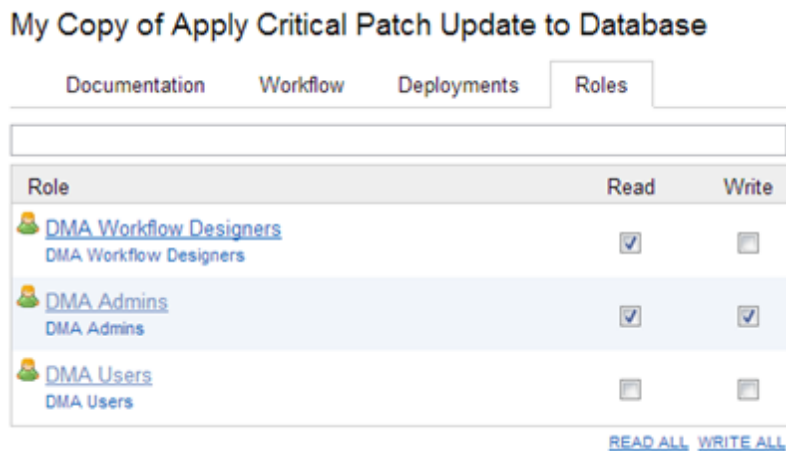 My Copy of Apply Critical Patch Update to Database
Documentation Workflow Deployments Roles
Role Read Write
DMA Workflow Designers
DMA Workflow Designers
DMA Admins
DMA Admins
DMA Users
DMA Users
READ ALL WRITE ALL